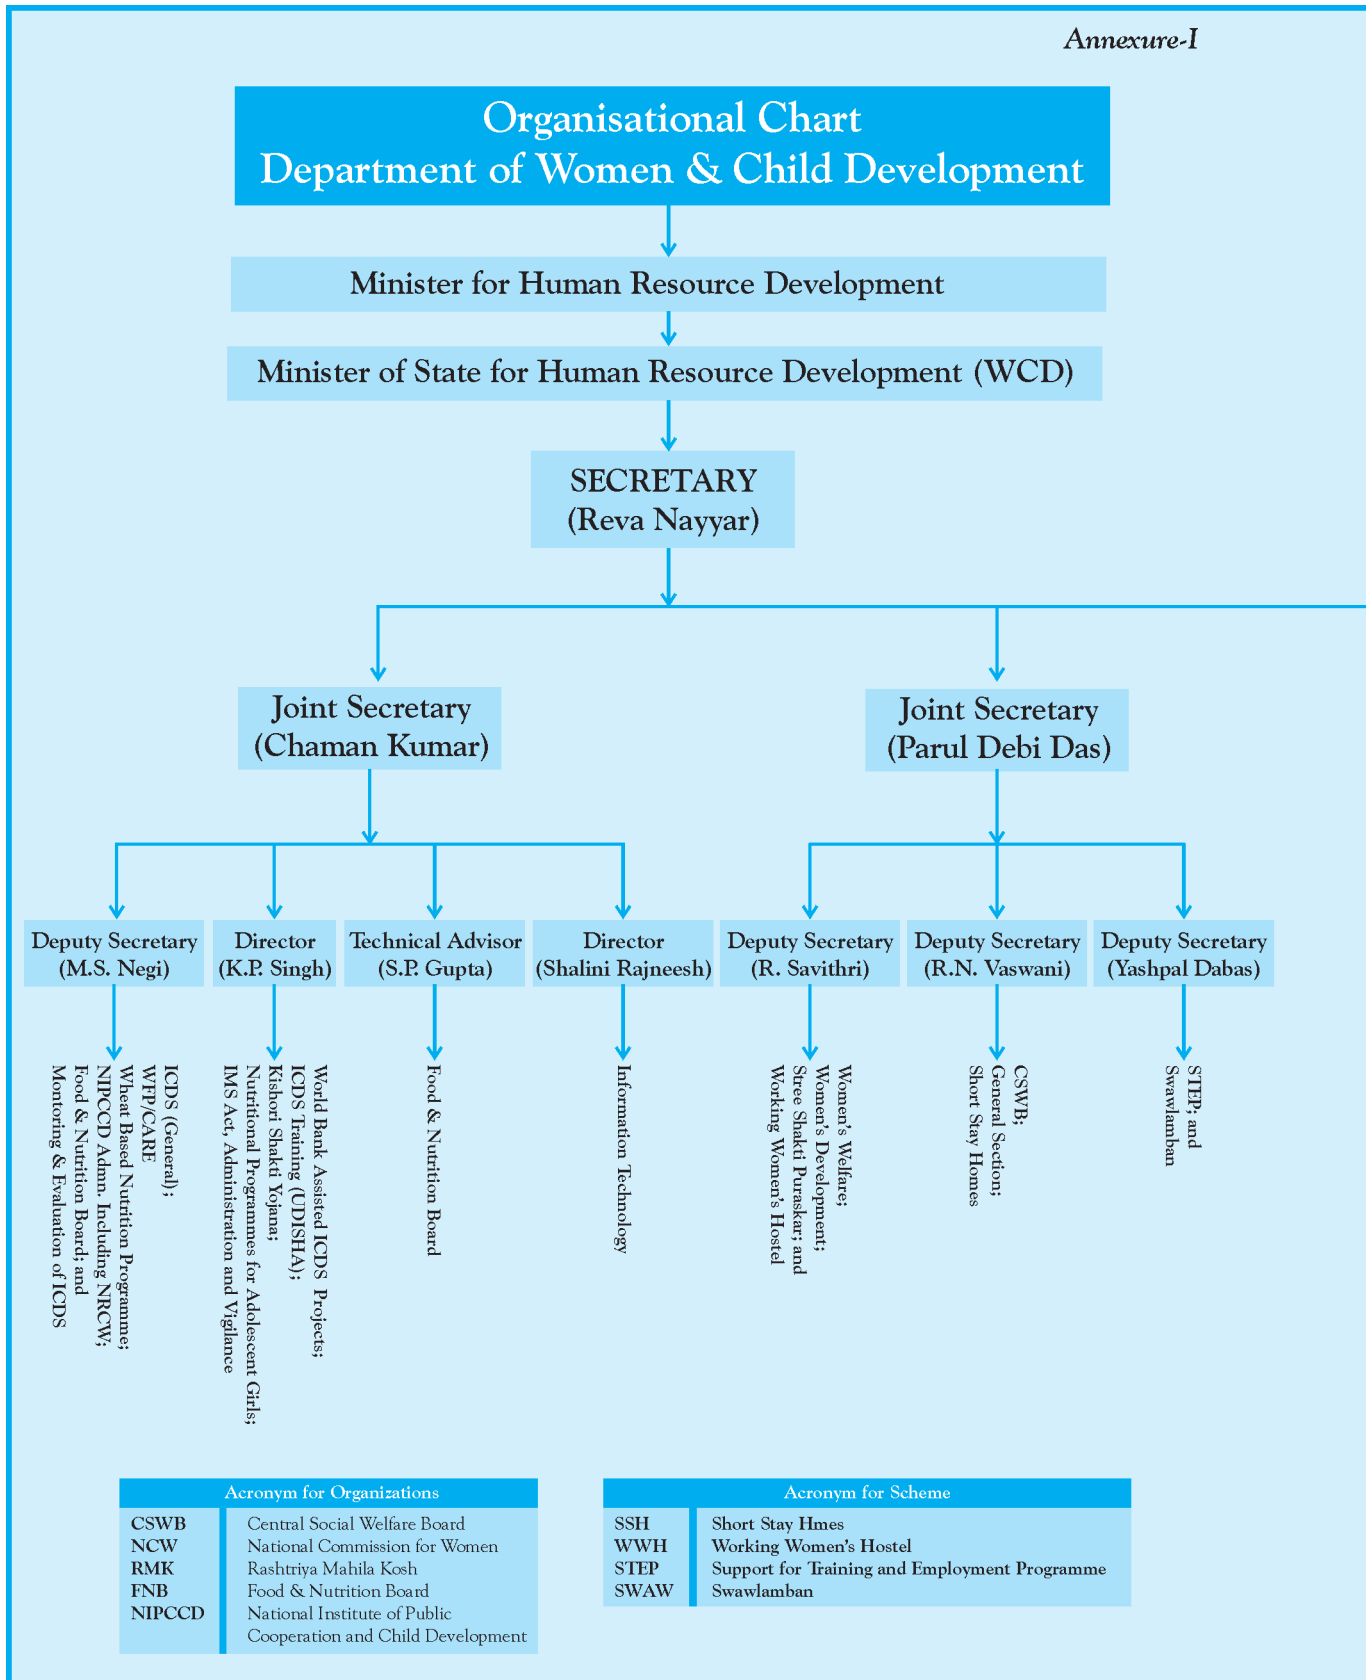 Annexure-I
Organisational Chart
Department of Women & Child Development
Minister for Human Resource Development
Minister of State for Human Resource Development (WCD)
SECRETARY
(Reva Nayyar)
Joint Secretary
(Chaman Kumar)
Joint Secretary
(Parul Debi Das)
Deputy Secretary
(M.S. Negi)
Director
(K.P. Singh)
Technical Advisor
(S.P. Gupta)
Director
(Shalini Rajneesh)
Deputy Secretary
(R. Savithri)
Deputy Secretary
(R.N. Vaswani)
Deputy Secretary
(Yashpal Dabas)
ICDS (General);
WFP/CARE
Wheat Based Nutrition Programme;
NIPCCD Admn. Including NRCW;
Food & Nutrition Board; and
Montoring & Evaluation of ICDS
World Bank Assisted ICDS Projects;
ICDS Training (UDISHA);
Kishori Shakti Yojana;
Nutritional Programmes for Adolescent Girls;
IMS Act, Administration and Vigilance
Food & Nutrition Board
Information Technology
Women's Welfare;
Women's Development;
Stree Shakti Puraskar; and
Working Women's Hostel
CSWB;
General Section;
Short Stay Homes
STEP; and
Swawlamban
Acronym for Organizations
CSWB Central Social Welfare Board
NCW National Commission for Women
RMK Rashtriya Mahila Kosh
FNB Food & Nutrition Board
NIPCCD National Institute of Public
Cooperation and Child Development
Acronym for Scheme
SSH Short Stay Hmes
WWH Working Women's Hostel
STEP Support for Training and Employment Programme
SWAW Swawlamban